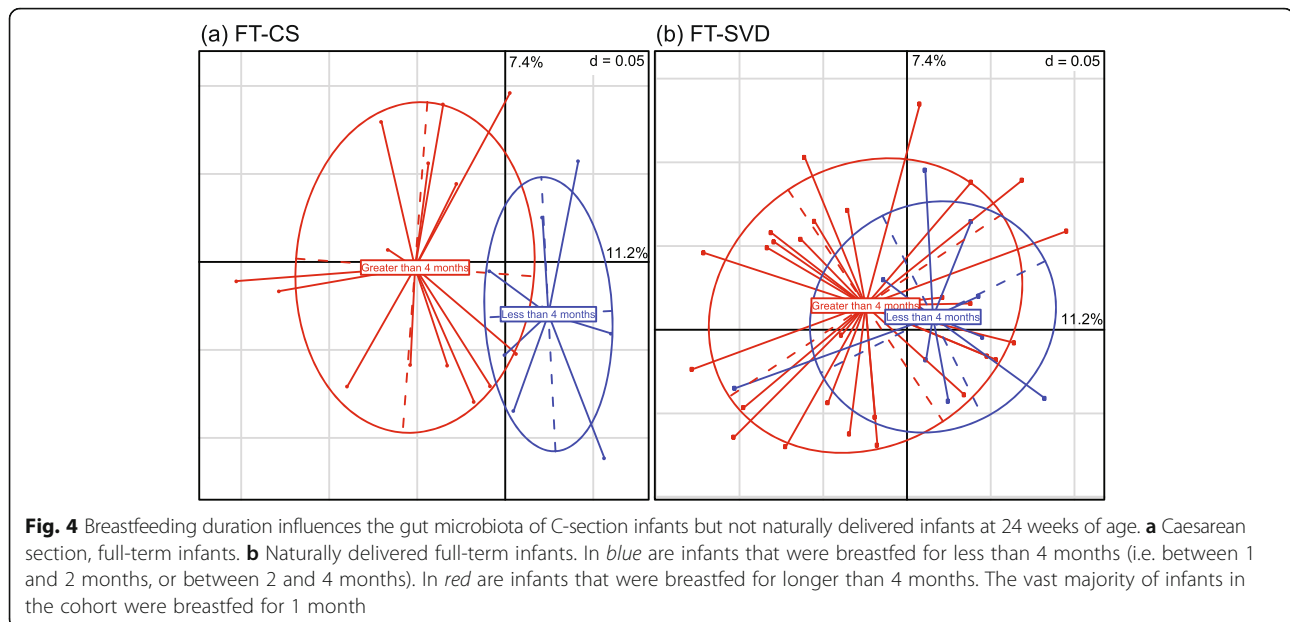 (a) FT-CS
7.4%
d = 0.05
11.2%
Greater than 4 months
Less than 4 months
(b) FT-SVD
7.4%
d = 0.05
11.2%
Greater than 4 months
Less than 4 months
Fig. 4 Breastfeeding duration influences the gut microbiota of C-section infants but not naturally delivered infants at 24 weeks of age. a Caesarean
section, full-term infants. b Naturally delivered full-term infants. In blue are infants that were breastfed for less than 4 months (i.e. between 1
and 2 months, or between 2 and 4 months). In red are infants that were breastfed for longer than 4 months. The vast majority of infants in
the cohort were breastfed for 1 month